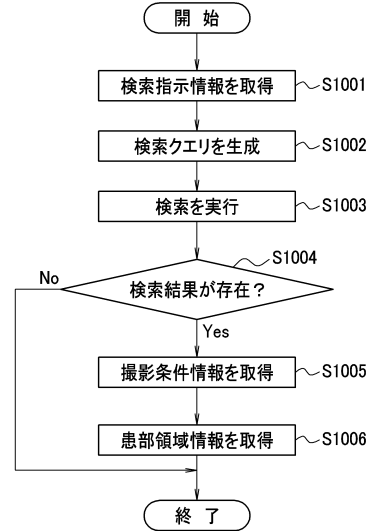 開 始
検索指示情報を取得 S1001
検索クエリを生成 S1002
検索を実行 S1003
S1004
No
検索結果が存在？
Yes
撮影条件情報を取得 S1005
患部領域情報を取得 S1006
終 了